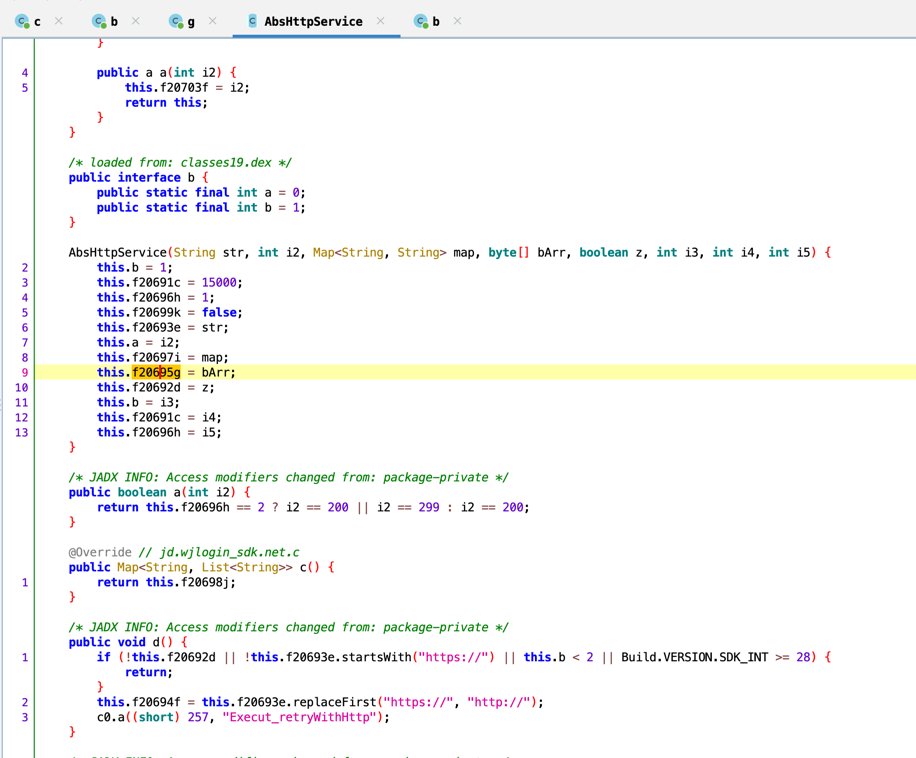 c b g AbsHttpService b
}
4 public a a(int i2) {
5 this.f20703f = i2;
return this;
}
}
/* loaded from: classes19.dex */
public interface b {
public static final int a = 0;
public static final int b = 1;
}
AbsHttpService(String str, int i2, Map<String, String> map, byte[] bArr, boolean z, int i3, int i4, int i5) {
2 this.b = 1;
3 this.f20691c = 15000;
4 this.f20696h = 1;
5 this.f20699k = false;
6 this.f20693e = str;
7 this.a = i2;
8 this.f20697i = map;
9 this.f20695g = bArr;
10 this.f20692d = z;
11 this.b = i3;
12 this.f20691c = i4;
13 this.f20696h = i5;
}
/* JADX INFO: Access modifiers changed from: package-private */
public boolean a(int i2) {
return this.f20696h == 2 ? i2 == 200 || i2 == 299 : i2 == 200;
}
@Override // jd.wjlogin_sdk.net.c
public Map<String, List<String>> c() {
1 return this.f20698j;
}
/* JADX INFO: Access modifiers changed from: package-private */
public void d() {
1 if (!this.f20692d || !this.f20693e.startsWith("https://") || this.b < 2 || Build.VERSION.SDK_INT >= 28) {
return;
}
2 this.f20694f = this.f20693e.replaceFirst("https://", "http://");
3 c0.a((short) 257, "Execut_retryWithHttp");
}